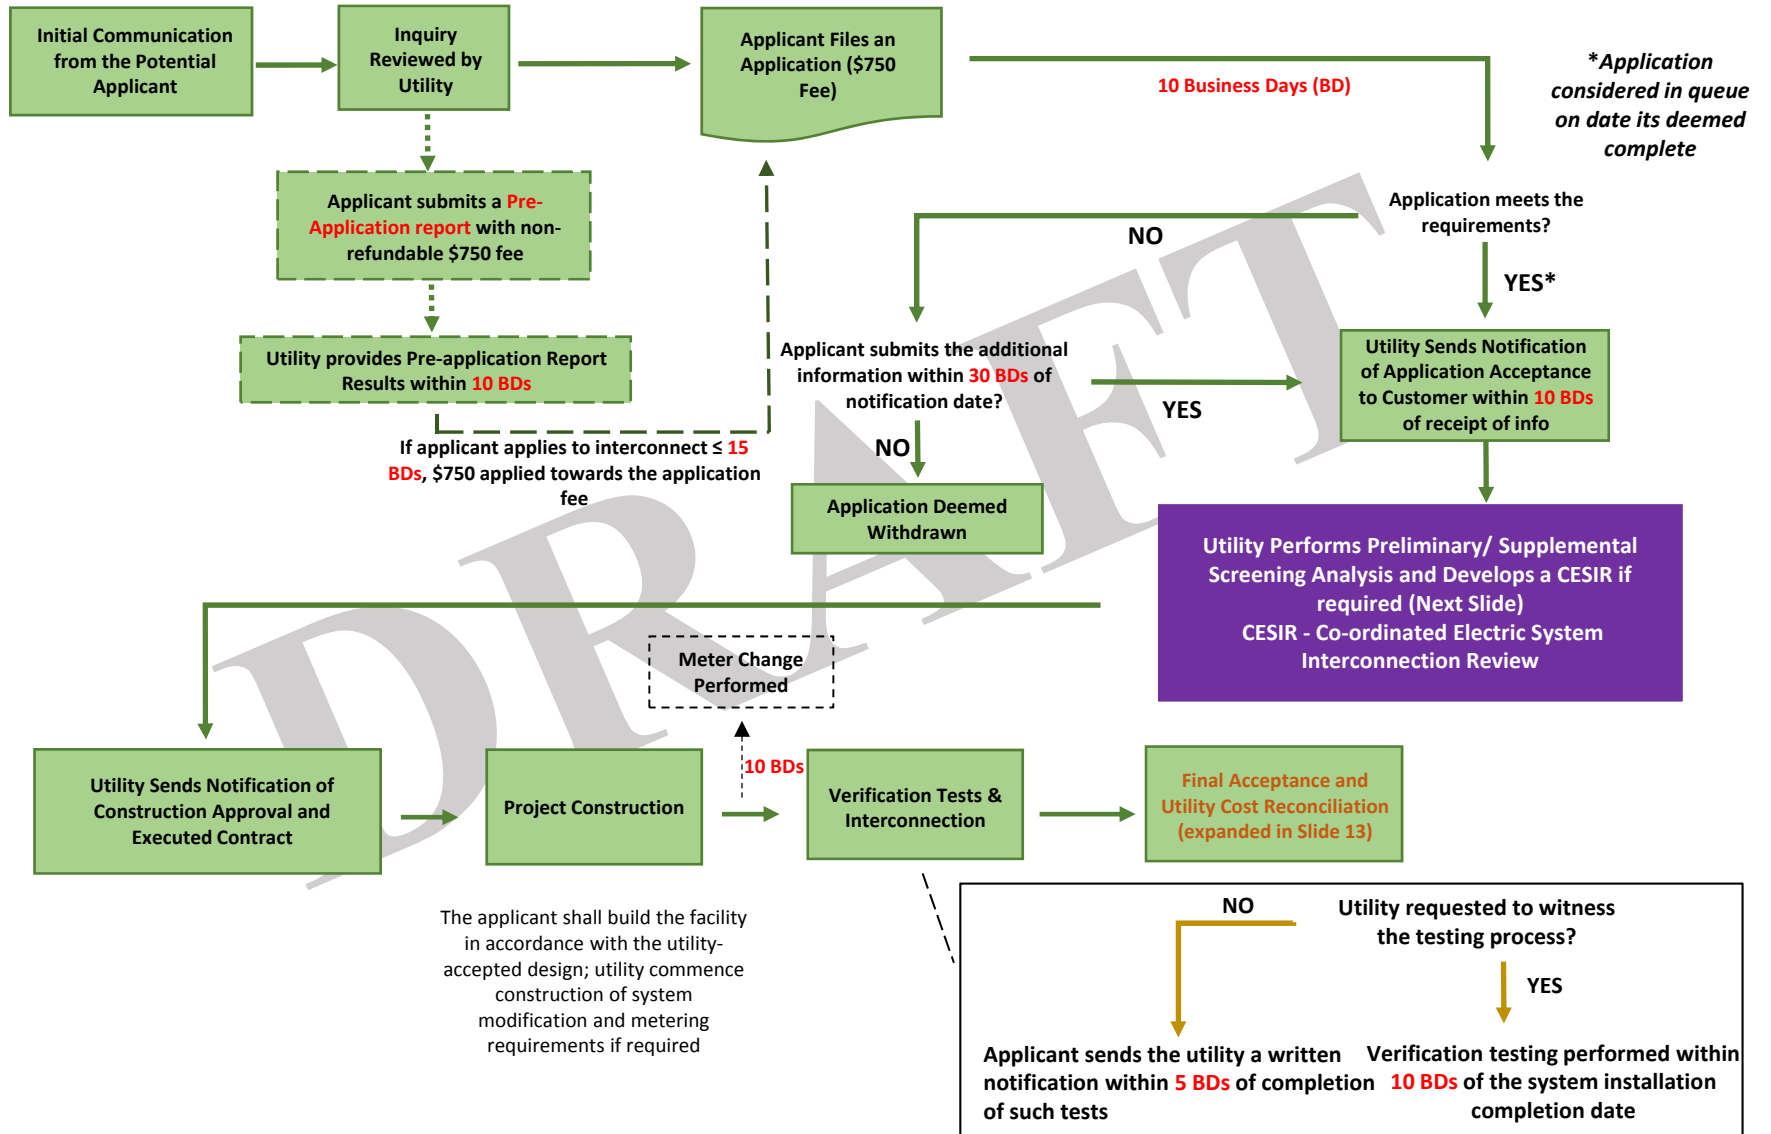 Initial Communication
from the Potential
Applicant
Inquiry
Reviewed by
Utility
Applicant Files an
Application ($750
Fee)
10 Business Days (BD)
*Application
considered in queue
on date its deemed
complete
Applicant submits a Pre-
Application report with non-
refundable $750 fee
Application meets the
requirements?
NO
YES*
Utility provides Pre-application Report
Results within 10 BDs
Applicant submits the additional
information within 30 BDs of
notification date?
YES
Utility Sends Notification
of Application Acceptance
to Customer within 10 BDs
of receipt of info
If applicant applies to interconnect ≤ 15
BDs, $750 applied towards the application
fee
NO
Application Deemed
Withdrawn
Utility Performs Preliminary/ Supplemental
Screening Analysis and Develops a CESIR if
required (Next Slide)
CESIR - Co-ordinated Electric System
Interconnection Review
DRAFT
Meter Change
Performed
10 BDs
Utility Sends Notification of
Construction Approval and
Executed Contract
Project Construction
Verification Tests &
Interconnection
Final Acceptance and
Utility Cost Reconciliation
(expanded in Slide 13)
The applicant shall build the facility
in accordance with the utility-
accepted design; utility commence
construction of system
modification and metering
requirements if required
NO
Utility requested to witness
the testing process?
YES
Applicant sends the utility a written
notification within 5 BDs of completion
of such tests
Verification testing performed within
10 BDs of the system installation
completion date